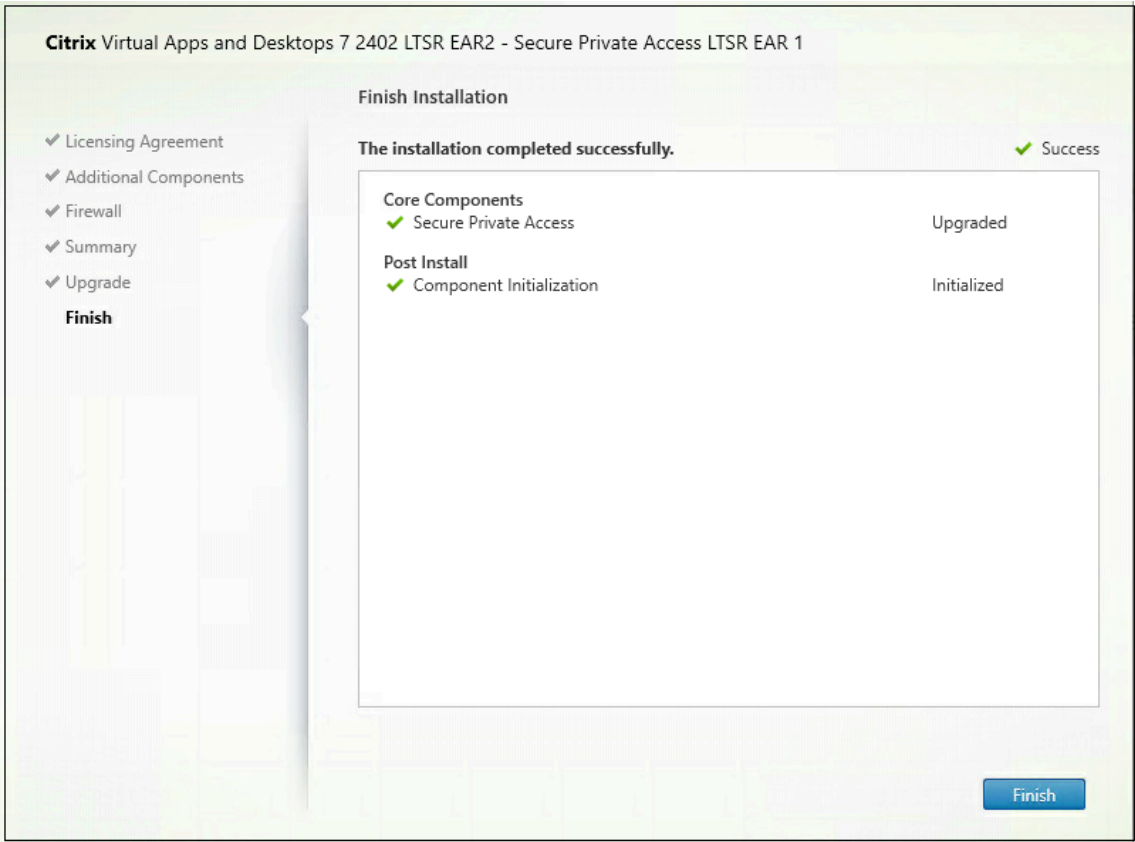 Citrix Virtual Apps and Desktops 7 2402 LTSR EAR2 - Secure Private Access LTSR EAR 1
Finish Installation
Licensing Agreement
Additional Components
Firewall
Summary
Upgrade
Finish
The installation completed successfully.
Success
Core Components
Secure Private Access Upgraded
Post Install
Component Initialization Initialized
Finish